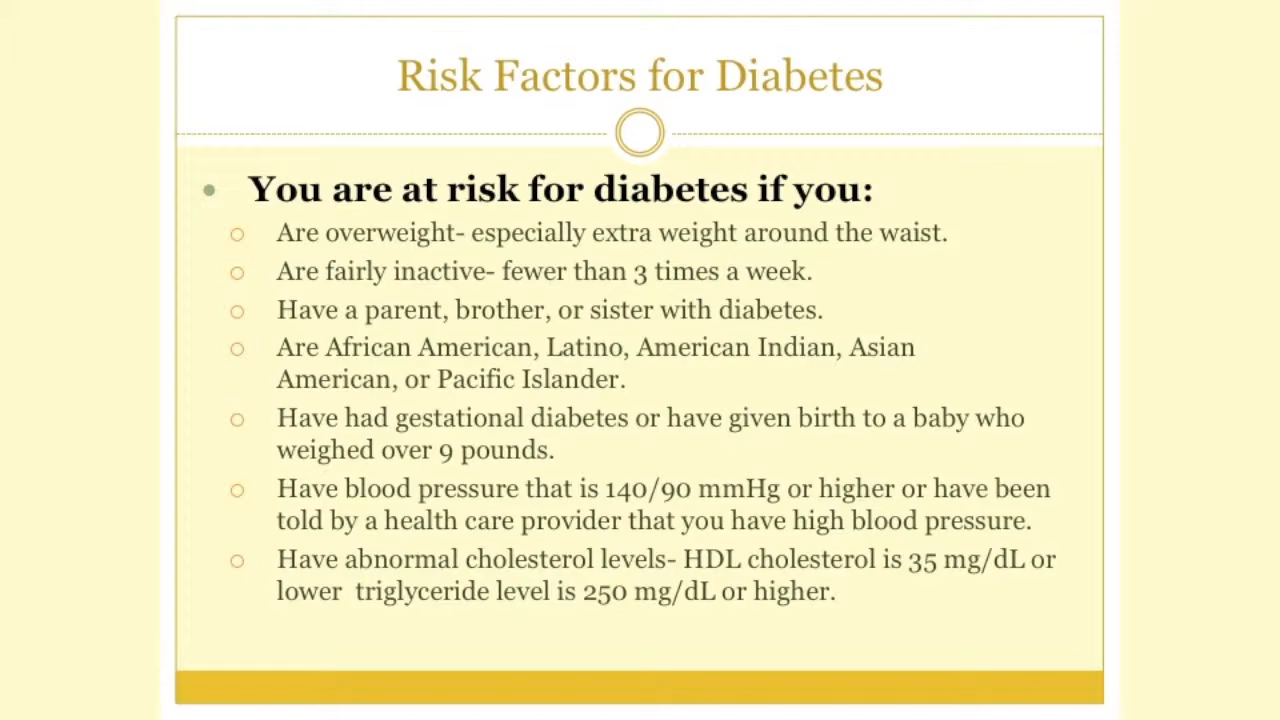 Risk Factors for Diabetes
You are at risk for diabetes if you:
Are overweight- especially extra weight around the waist.
Are fairly inactive- fewer than 3 times a week.
Have a parent, brother, or sister with diabetes.
Are African American, Latino, American Indian, Asian
American, or Pacific Islander.
Have had gestational diabetes or have given birth to a baby who
weighed over 9 pounds.
Have blood pressure that is 140/90 mmHg or higher or have been
told by a health care provider that you have high blood pressure.
Have abnormal cholesterol levels- HDL cholesterol is 35 mg/dL or
lower  triglyceride level is 250 mg/dL or higher.